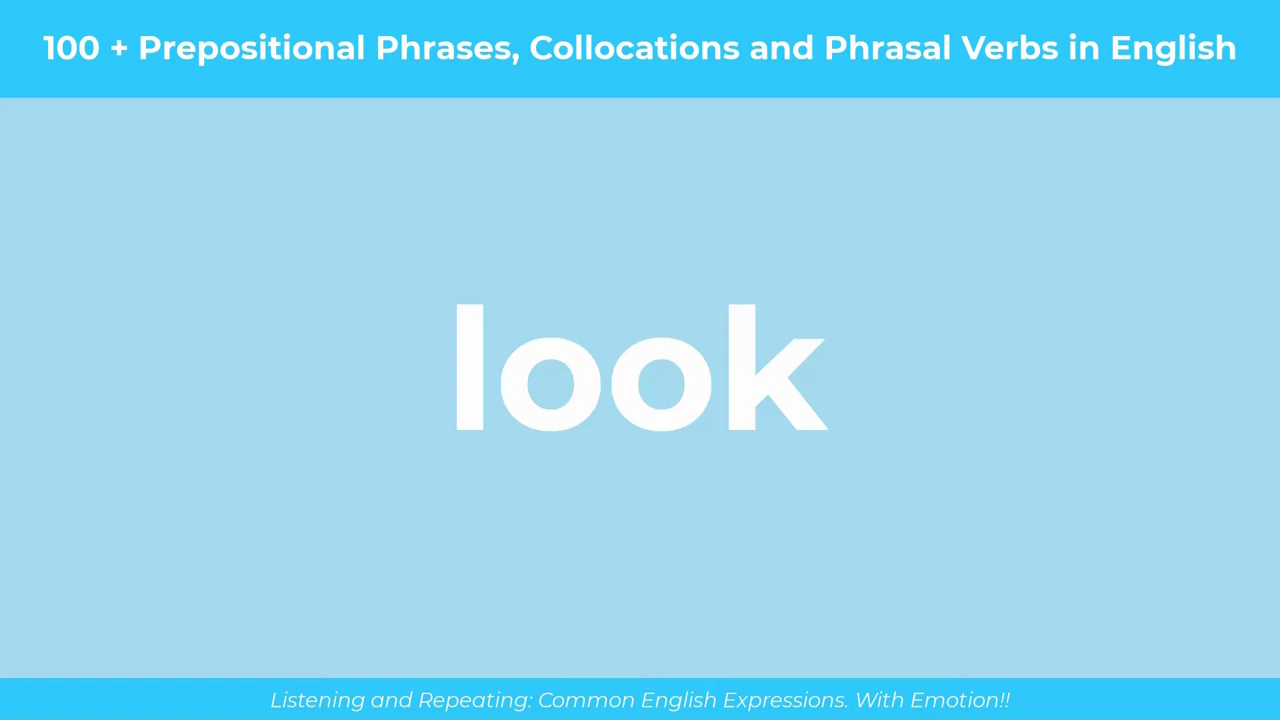 100 + Prepositional Phrases, Collocations and Phrasal Verbs in English
look
Listening and Repeating: Common English Expressions. With Emotion!!